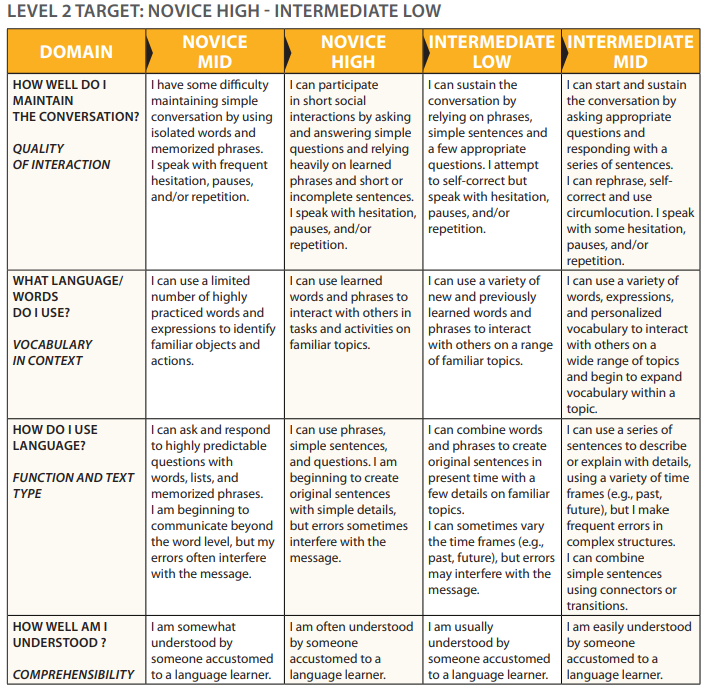 LEVEL 2 TARGET: NOVICE HIGH - INTERMEDIATE LOW
DOMAIN
NOVICE
MID
NOVICE
HIGH
INTERMEDIATE
LOW
INTERMEDIATE
MID
HOW WELL DO I
MAINTAIN
THE CONVERSATION?
QUALITY
OF INTERACTION
I have some difficulty
maintaining simple
conversation by using
isolated words and
memorized phrases.
I speak with frequent
hesitation, pauses,
and/or repetition.
I can participate
in short social
interactions by asking
and answering simple
questions and relying
heavily on learned
phrases and short or
incomplete sentences.
I speak with hesitation,
pauses, and/or
repetition.
I can sustain the
conversation by
relying on phrases,
simple sentences and
a few appropriate
questions. I attempt
to self-correct but
speak with hesitation,
pauses, and/or
repetition.
I can start and sustain
the conversation by
asking appropriate
questions and
responding with a
series of sentences.
I can rephrase, self-
correct and use
circumlocution. I speak
with some hesitation,
pauses, and/or
repetition.
WHAT LANGUAGE/
WORDS
DO I USE?
VOCABULARY
IN CONTEXT
I can use a limited
number of highly
practiced words and
expressions to identify
familiar objects and
actions.
I can use learned
words and phrases to
interact with others in
tasks and activities on
familiar topics.
I can use a variety of
new and previously
learned words and
phrases to interact
with others on a range
of familiar topics.
I can use a variety of
words, expressions,
and personalized
vocabulary to interact
with others on a
wide range of topics
and begin to expand
vocabulary within a
topic.
HOW DO I USE
LANGUAGE?
FUNCTION AND TEXT
TYPE
I can ask and respond
to highly predictable
questions with
words, lists, and
memorized phrases.
I am beginning to
communicate beyond
the word level, but my
errors often interfere
with the message.
I can use phrases,
simple sentences,
and questions. I am
beginning to create
original sentences
with simple details,
but errors sometimes
interfere with the
message.
I can combine words
and phrases to create
original sentences in
present time with a
few details on familiar
topics.
I can sometimes vary
the time frames (e.g.,
past, future), but errors
may interfere with the
message.
I can use a series of
sentences to describe
or explain with details,
using a variety of time
frames (e.g., past,
future), but I make
frequent errors in
complex structures.
I can combine
simple sentences
using connectors or
transitions.
HOW WELL AM I
UNDERSTOOD ?
COMPREHENSIBILITY
I am somewhat
understood by
someone accustomed
to a language learner.
I am often understood
by someone
accustomed to a
language learner.
I am usually
understood by
someone accustomed
to a language learner.
I am easily understood
by someone
accustomed to a
language learner.